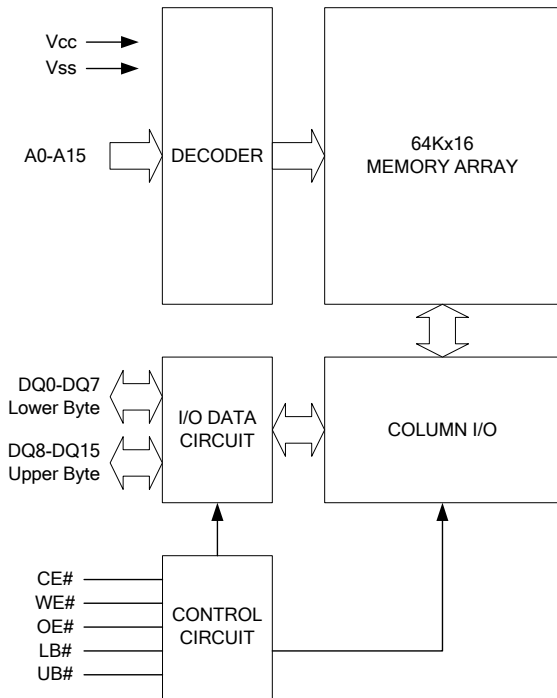 Vcc
Vss
A0-A15
DECODER
64Kx16
MEMORY ARRAY
DQ0-DQ7
Lower Byte
DQ8-DQ15
Upper Byte
I/O DATA
CIRCUIT
COLUMN I/O
CE#
WE#
OE#
LB#
UB#
CONTROL
CIRCUIT